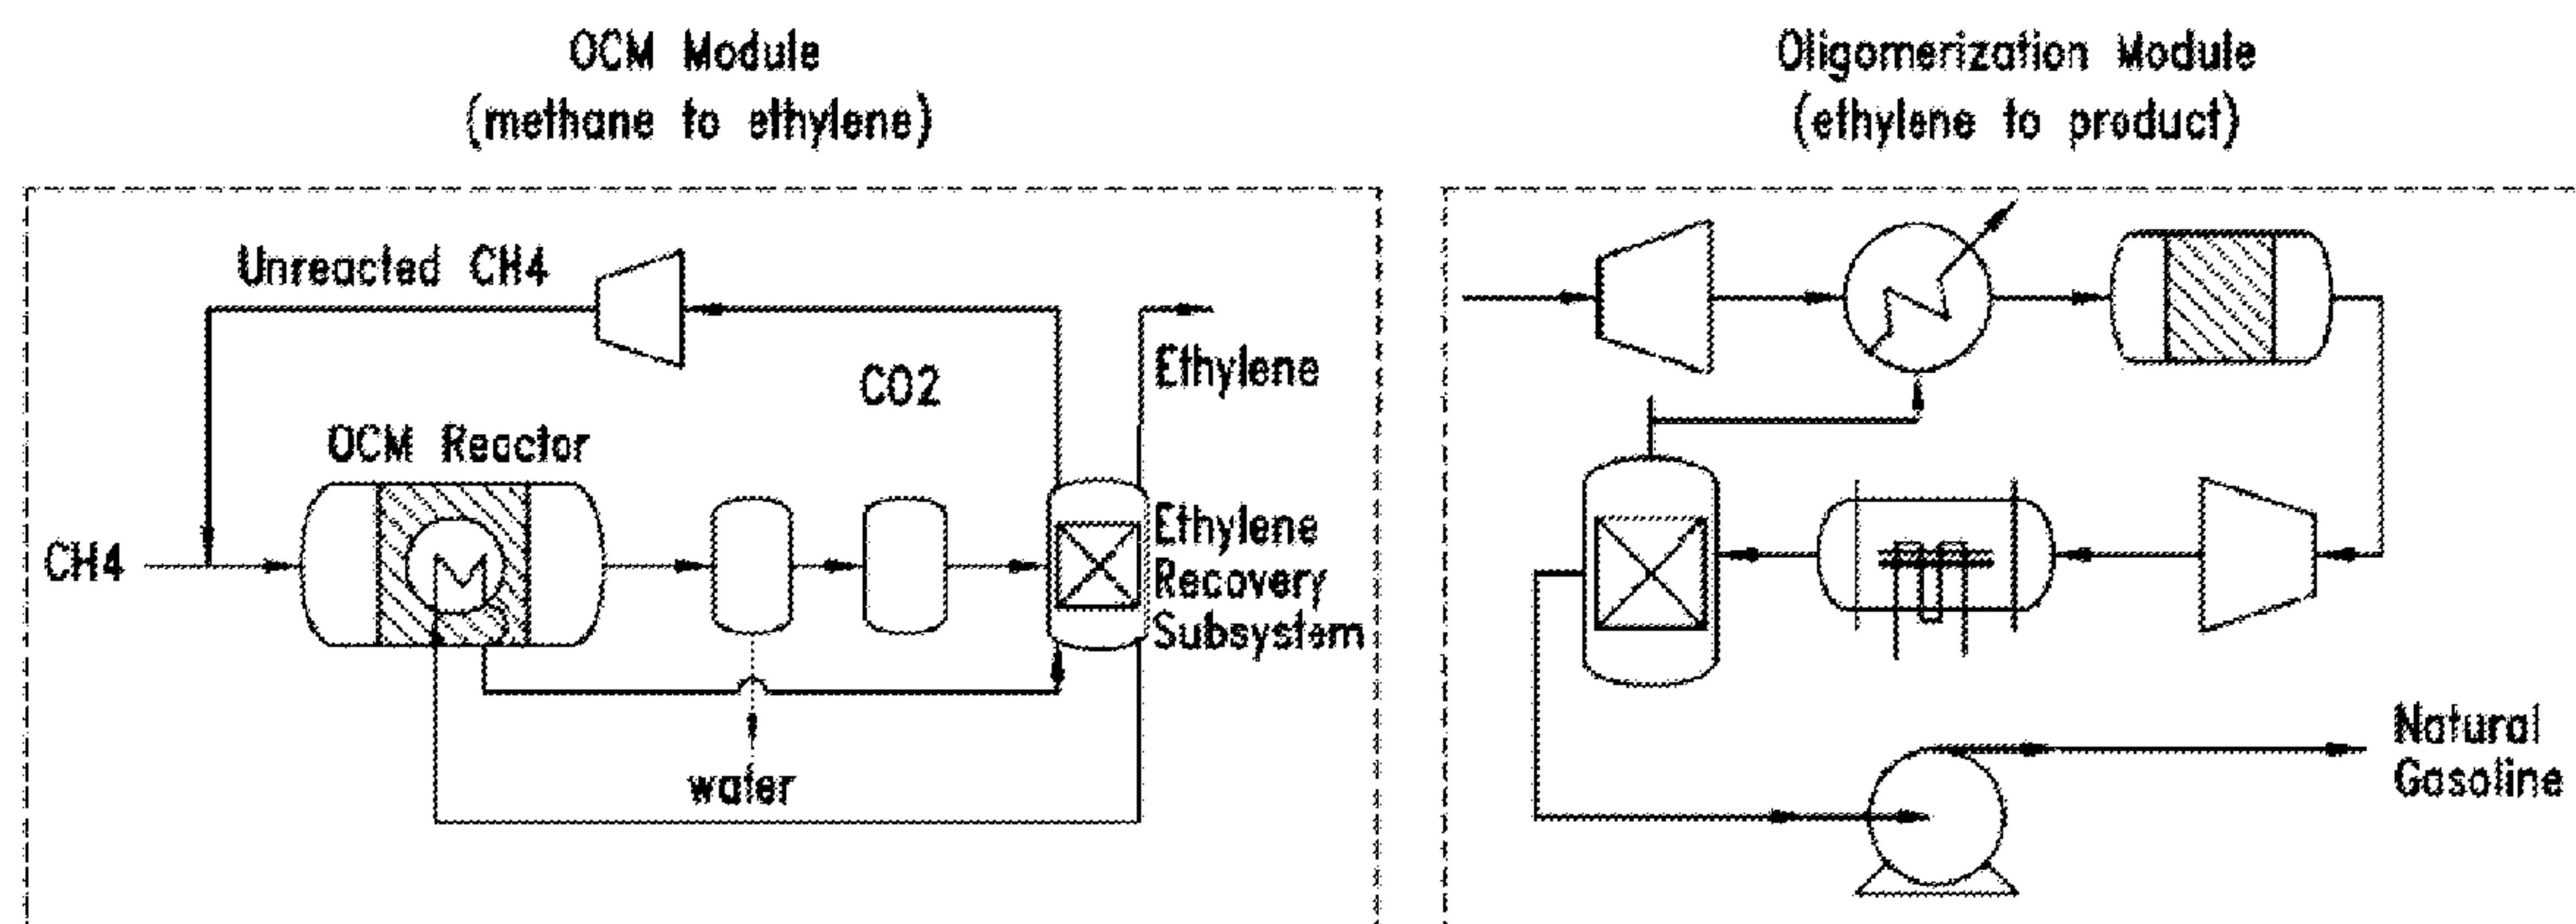 OCM Module
(methane to ethylene)
Unreacted CH4
CO2
Ethylene
OCM Reactor
CH4
Ethylene
Recovery
Subsystem
water
Oligomerization Module
(ethylene to product)
Natural
Gasoline